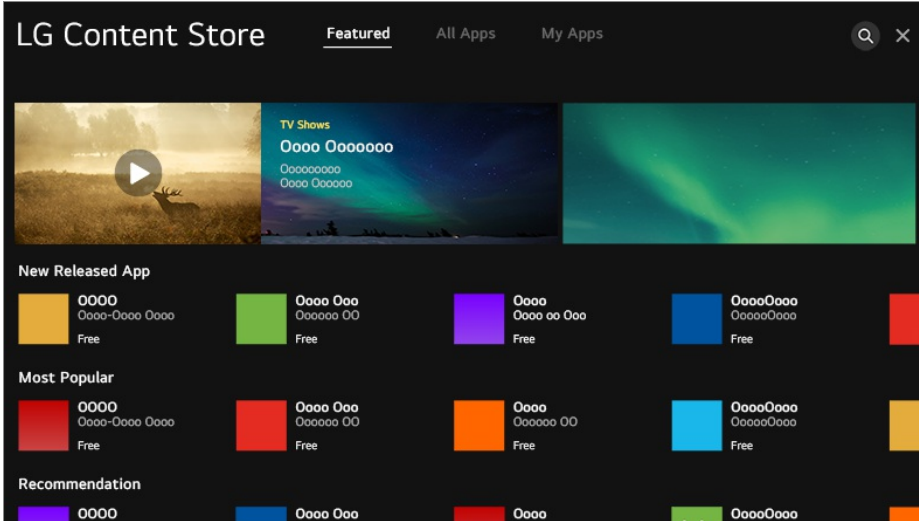 LG Content Store
Featured All Apps My Apps
TV Shows
Oooo Ooooooo
Ooooooooo
Oooo Oooooo
New Released App
OOOO Oooo Ooo Oooo OoooOooo
Oooo-Oooo Oooo Oooooo OO Oooo oo Ooo OooooOooo
Free Free Free Free
Most Popular
OOOO Oooo Ooo Oooo OoooOooo
Oooo-Oooo Oooo Oooooo OO Oooooo OO OooooOooo
Free Free Free Free
Recommendation
OOOO Oooo Ooo Oooo OoooOooo